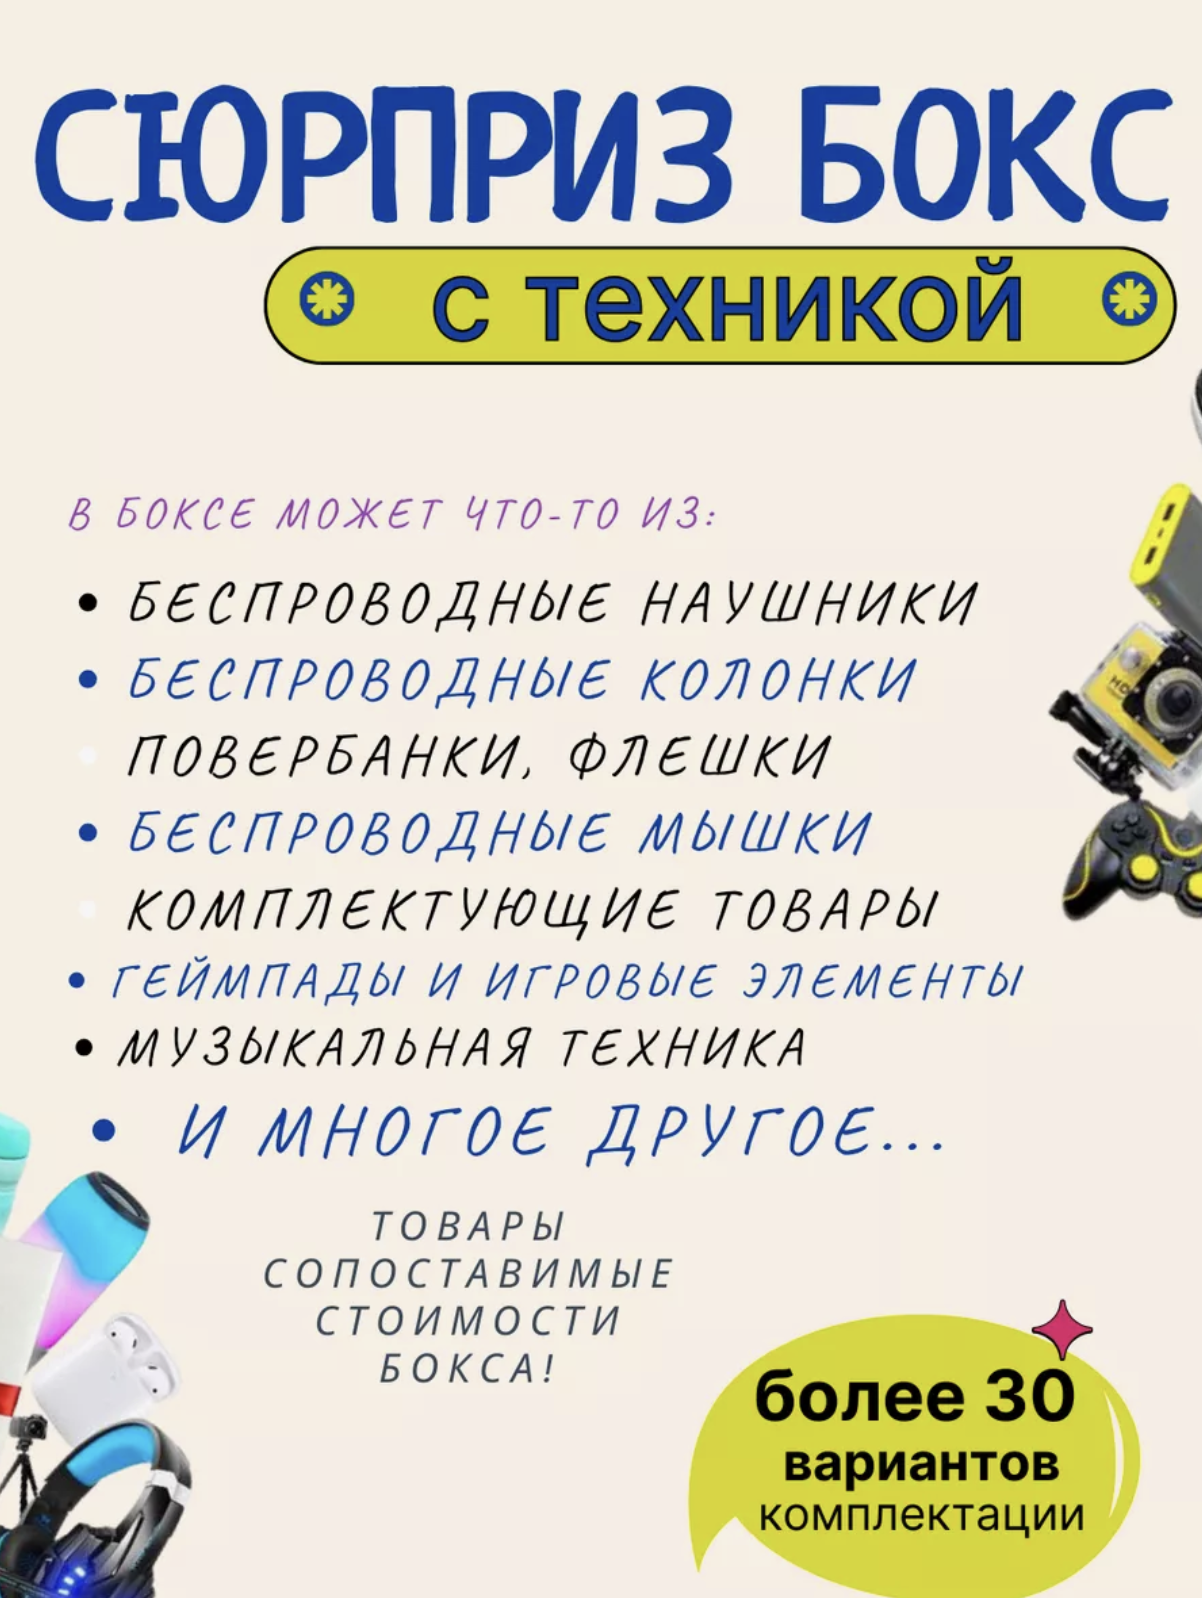 СЮРПРИЗ БОКС
с техникой
В БОКСЕ МОЖЕТ ЧТО-ТО ИЗ:
• БЕСПРОВОДНЫЕ НАУШНИКИ
• БЕСПРОВОДНЫЕ КОЛОНКИ
• ПОВЕРБАНКИ, ФЛЕШКИ
• БЕСПРОВОДНЫЕ МЫШКИ
• КОМПЛЕКТУЮЩИЕ ТОВАРЫ
• ГЕЙМПАДЫ И ИГРОВЫЕ ЭЛЕМЕНТЫ
• МУЗЫКАЛЬНАЯ ТЕХНИКА
• И МНОГОЕ ДРУГОЕ...
ТОВАРЫ
СОПОСТАВИМЫЕ
СТОИМОСТИ
БОКСА!
более 30
вариантов
комплектации